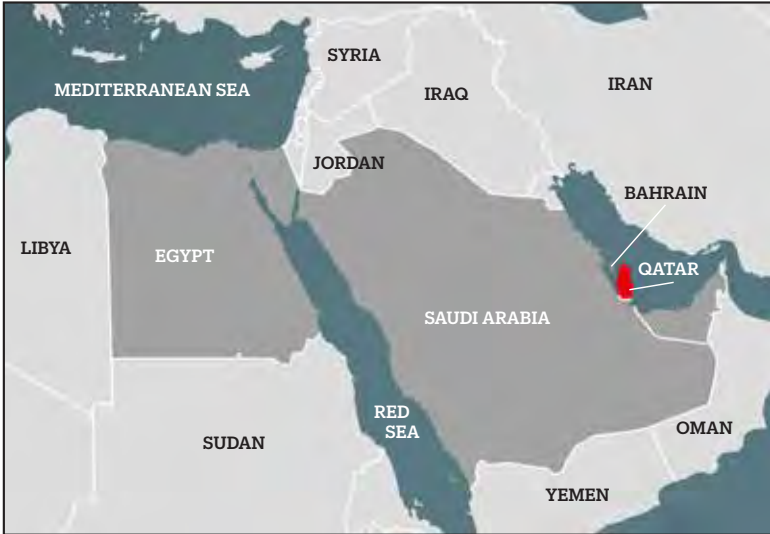 SYRIA
MEDITERRANEAN SEA
IRAQ
IRAN
JORDAN
BAHRAIN
LIBYA
EGYPT
QATAR
SAUDI ARABIA
RED
SEA
SUDAN
OMAN
YEMEN